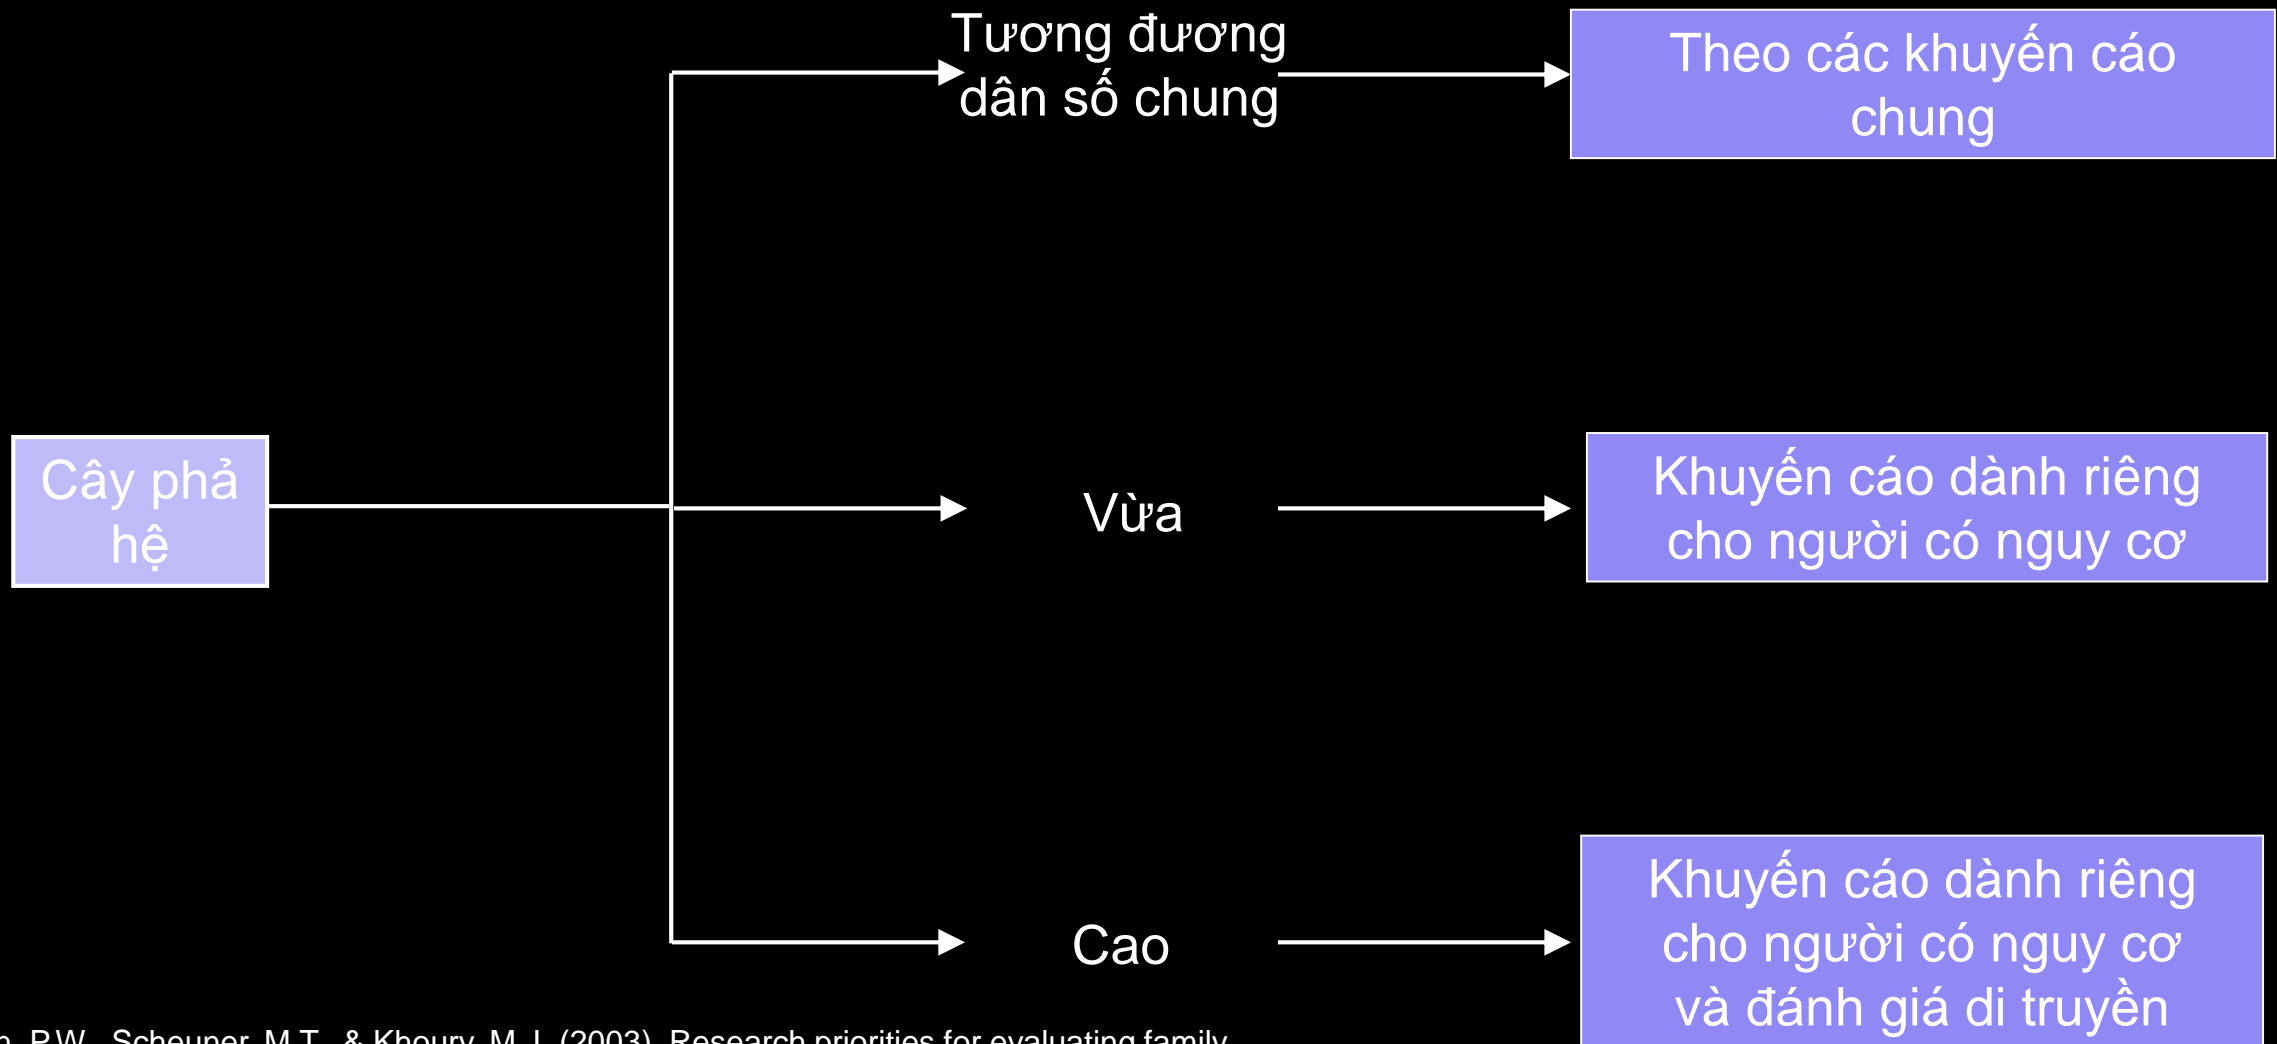 Tương đương
dân số chung
Theo các khuyến cáo
chung
Cây phả
hệ
Vừa
Khuyến cáo dành riêng
cho người có nguy cơ
Cao
Khuyến cáo dành riêng
cho người có nguy cơ
và đánh giá di truyền
P.W., Scheuner, M.T., & Khoury, M.J. (2003). Research priorities for evaluating family